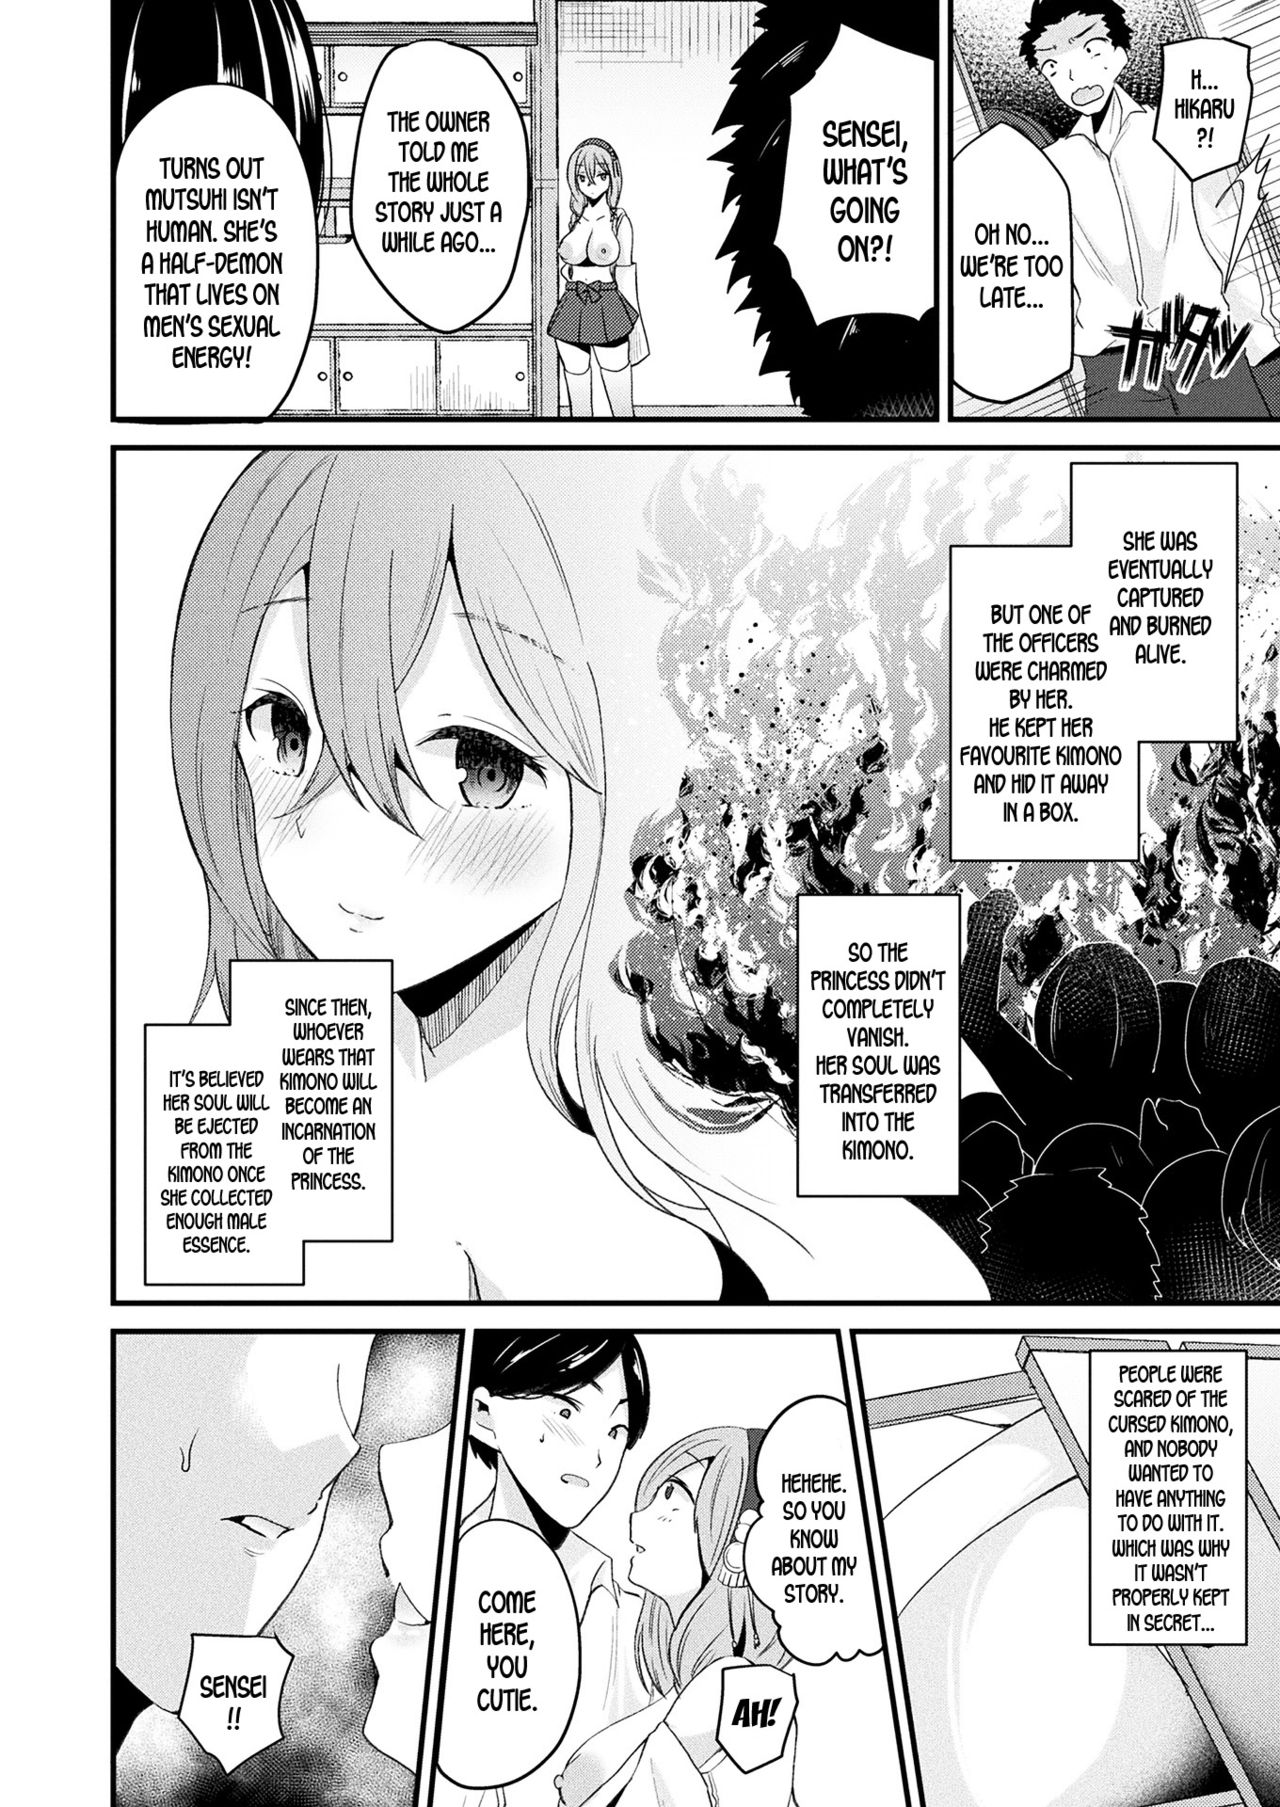 H...
HIKARU
?!
OH NO...
WE'RE TOO
LATE...
ガタン
SENSEI,
WHAT'S
GOING
ON?!
THE OWNER
TOLD ME
THE WHOLE
STORY JUST A
WHILE AGO...
TURNS OUT
MUTSUHI ISN'T
HUMAN. SHE'S
A HALF-DEMON
THAT LIVES ON
MEN'S SEXUAL
ENERGY!
SHE WAS
EVENTUALLY
CAPTURED
AND BURNED
ALIVE.
BUT ONE OF
THE OFFICERS
WERE CHARMED
BY HER.
HE KEPT HER
FAVOURITE KIMONO
AND HID IT AWAY
IN A BOX.
SO THE
PRINCESS DIDN'T
COMPLETELY
VANISH.
HER SOUL WAS
TRANSFERRED
INTO THE
KIMONO.
SINCE THEN,
WHOEVER
WEARS THAT
KIMONO WILL
BECOME AN
INCARNATION
OF THE
PRINCESS.
IT'S BELIEVED
HER SOUL WILL
BE EJECTED
FROM THE
KIMONO ONCE
SHE COLLECTED
ENOUGH MALE
ESSENCE.
PEOPLE WERE
SCARED OF THE
CURSED KIMONO,
AND NOBODY
WANTED TO
HAVE ANYTHING
TO DO WITH IT.
WHICH WAS WHY
IT WASN'T
PROPERLY KEPT
IN SECRET...
HEHEHE.
SO YOU
KNOW
ABOUT MY
STORY.
AH!
COME
HERE,
YOU
CUTIE.
SENSEI
!!